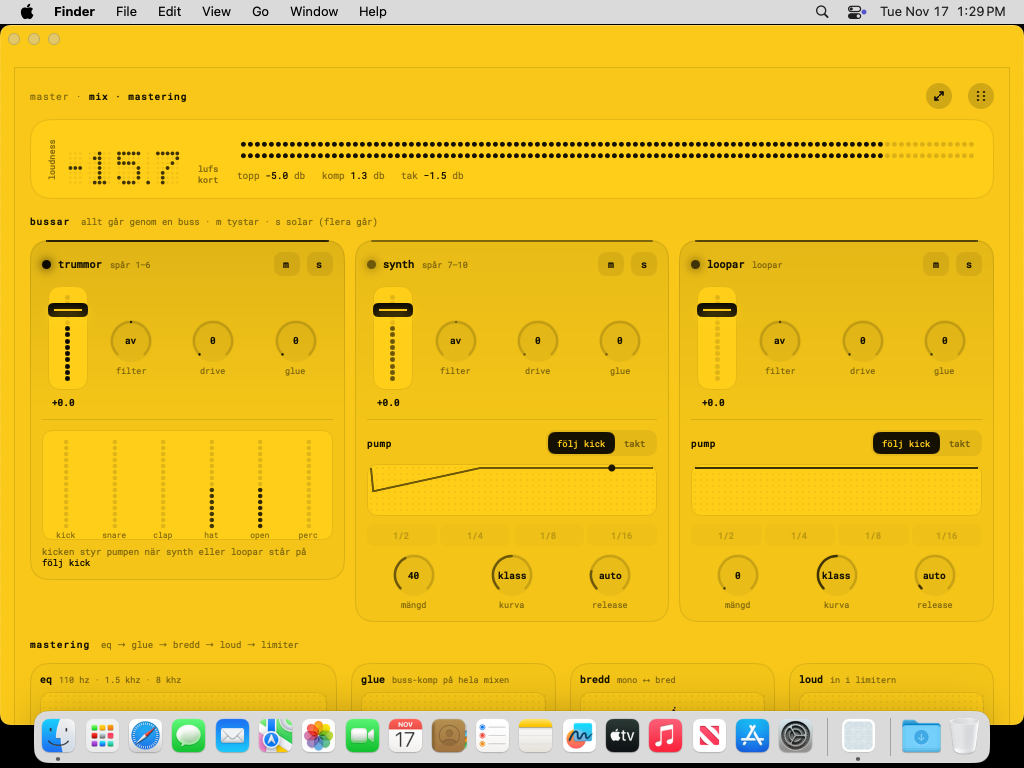 Finder File Edit View Go Window Help Tue Nov 17 1:29 PM
master · mix · mastering
loudness -15.7 lufs kort
topp -5.0 db komp 1.3 db tak -1.5 db
bussar allt går genom en buss · m tystar · s solar (flera går)
trummor spår 1–6 m s
av 0 0
filter drive glue
+0.0
kick snare clap hat open perc
kicken styr pumpen när synth eller loopar står på
följ kick
synth spår 7–10 m s
av 0 0
filter drive glue
+0.0
pump följ kick takt
1/2 1/4 1/8 1/16
40 klass auto
mängd kurva release
loopar loopar m s
av 0 0
filter drive glue
+0.0
pump följ kick takt
1/2 1/4 1/8 1/16
0 klass auto
mängd kurva release
mastering eq → glue → bredd → loud → limiter
eq 110 hz · 1.5 khz · 8 khz
glue buss-komp på hela mixen
bredd mono ↔ bred
loud in i limitern
NOV
17
tv